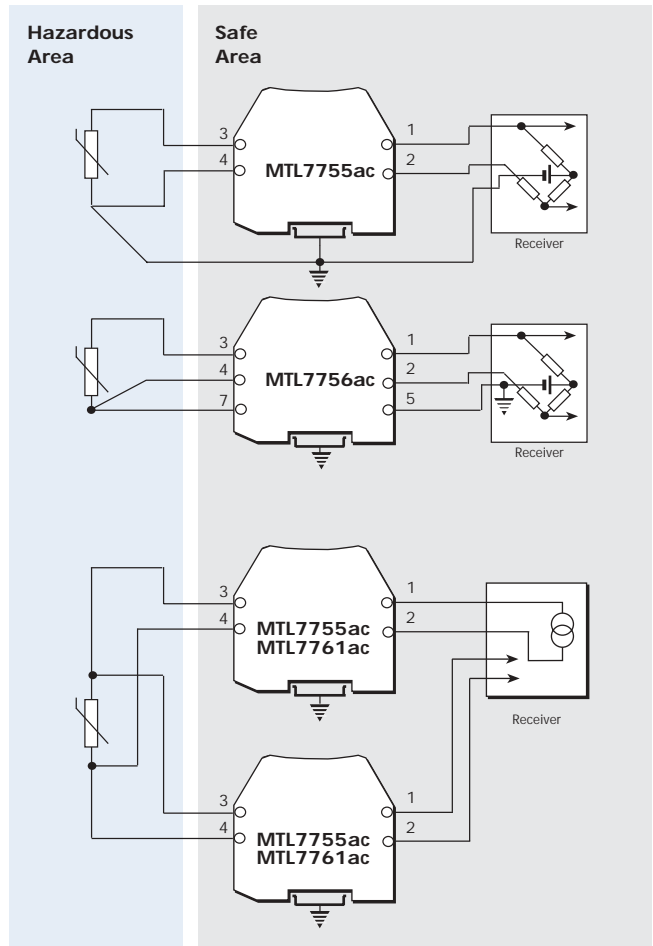 Hazardous
Area
Safe
Area
3
4
MTL7755ac
1
2
Receiver
3
4
7
MTL7756ac
1
2
5
Receiver
3
4
MTL7755ac
MTL7761ac
1
2
Receiver
3
4
MTL7755ac
MTL7761ac
1
2